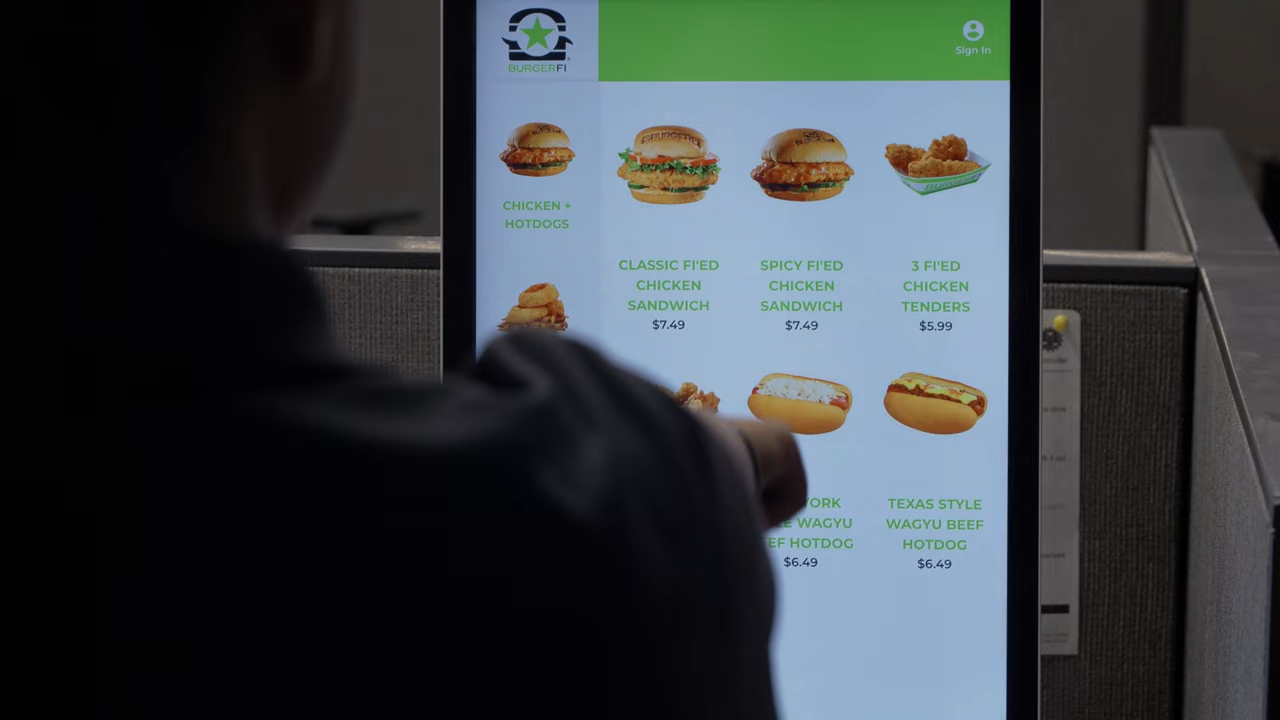 BURGERFI
Sign In
CHICKEN +
HOTDOGS
CLASSIC FI'ED
CHICKEN
SANDWICH
$7.49
SPICY FI'ED
CHICKEN
SANDWICH
$7.49
3 FI'ED
CHICKEN
TENDERS
$5.99
YORK
WAGYU
HOTDOG
$6.49
TEXAS STYLE
WAGYU BEEF
HOTDOG
$6.49